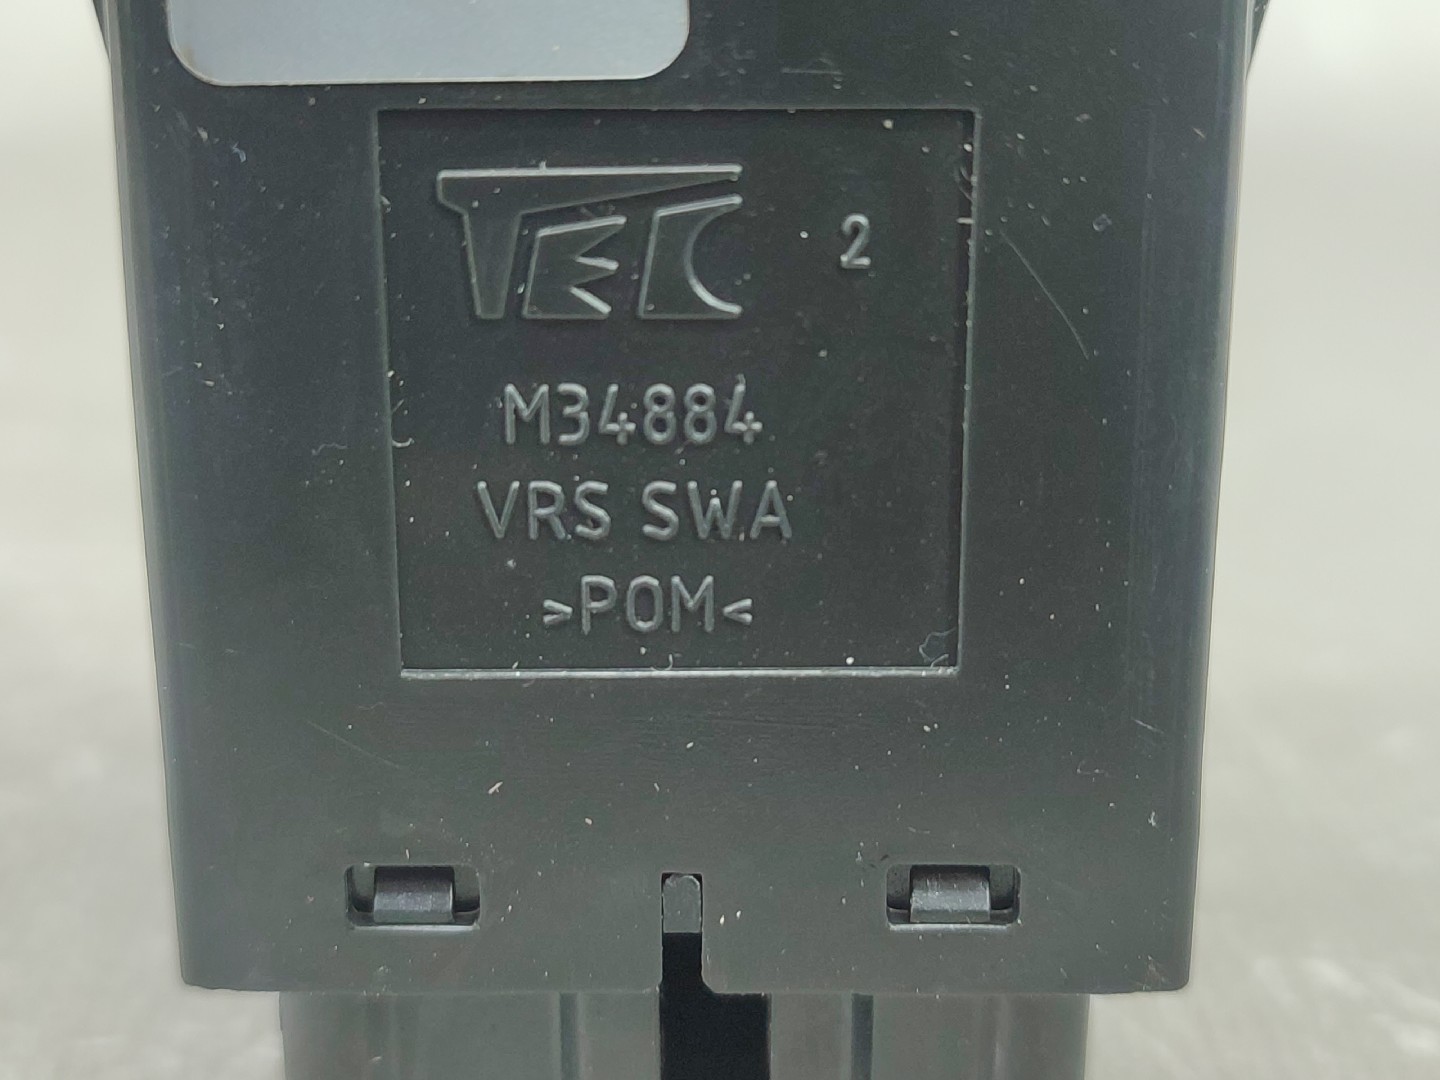 TEC 2
M34884
VRS SWA
>POM<